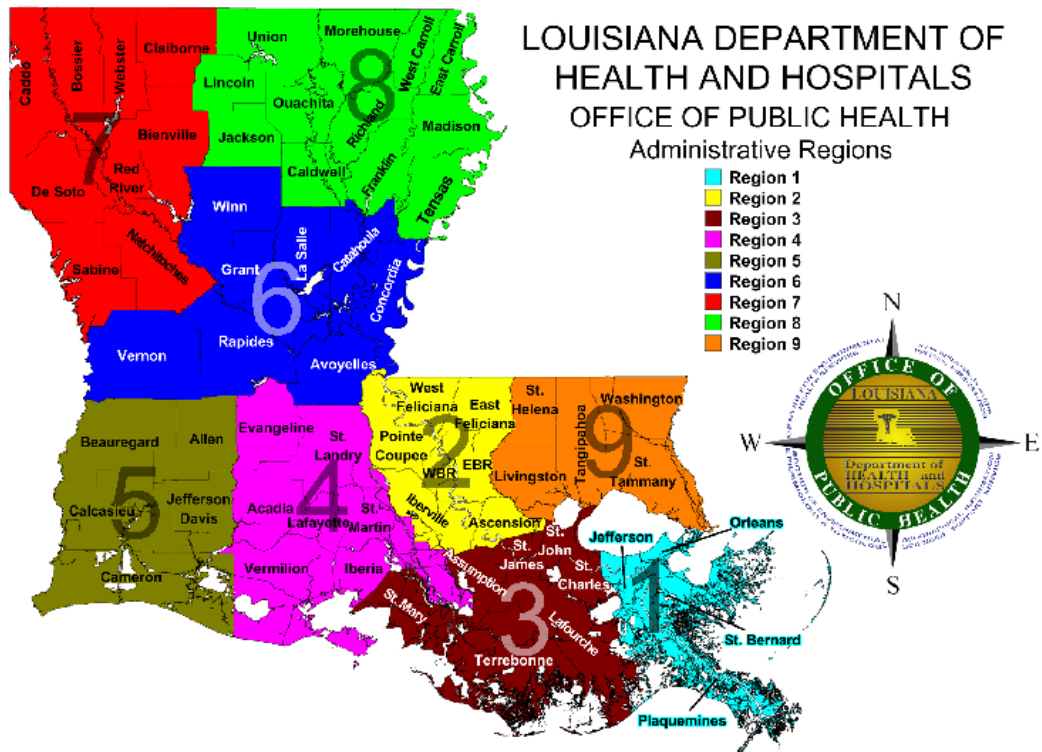 LOUISIANA DEPARTMENT OF
HEALTH AND HOSPITALS
OFFICE OF PUBLIC HEALTH
Administrative Regions
Region 1
Region 2
Region 3
Region 4
Region 5
Region 6
Region 7
Region 8
Region 9
7
Caddo
Bossier
Webster
Claiborne
Bienville
De Soto
Red
River
Natchitoches
Sabine
8
Union
Morehouse
West Carroll
East Carroll
Lincoln
Ouachita
Richland
Madison
Jackson
Caldwell
Franklin
Tensas
6
Winn
Grant
La Salle
Catahoula
Concordia
Vernon
Rapides
Avoyelles
5
Beauregard
Allen
Calcasieu
Jefferson
Davis
Cameron
4
Evangeline
St.
Landry
Acadia
Lafayette
St.
Martin
Vermilion
Iberia
2
West
Feliciana
East
Feliciana
Pointe
Coupee
WBR
EBR
Iberville
Ascension
9
St.
Helena
Washington
Tangipahoa
Livingston
St.
Tammany
3
Assumption
St.
James
St.
John
St.
Charles
St. Mary
Lafourche
Terrebonne
1
Jefferson
Orleans
St. Bernard
Plaquemines
N
W
E
S
OFFICE OF
PUBLIC HEALTH
LOUISIANA
Department of
HEALTH and
HOSPITALS